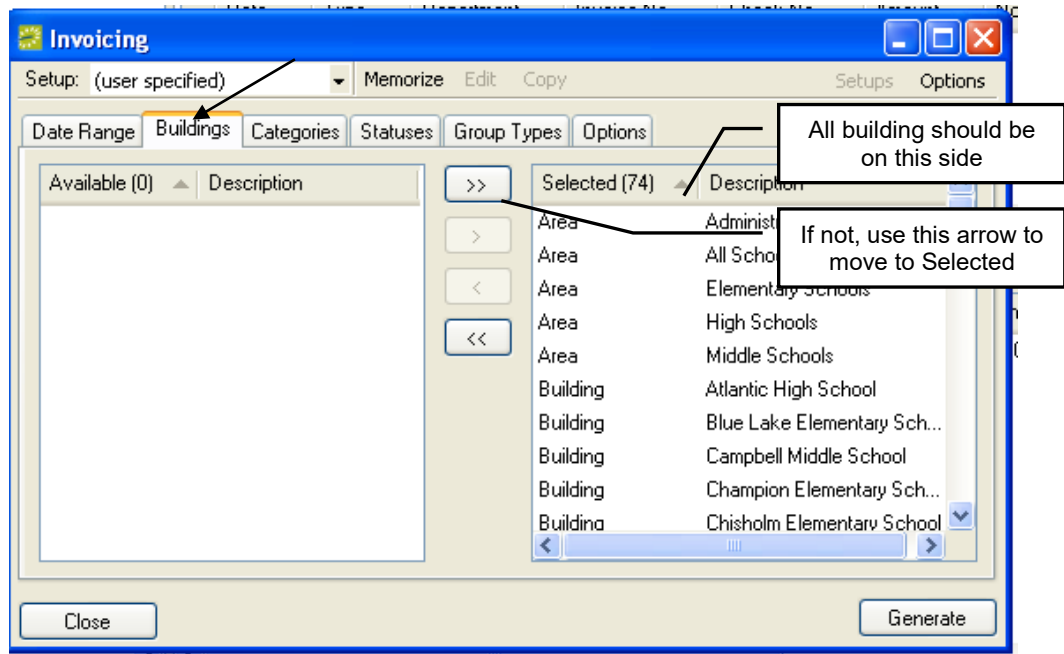 Invoicing
Setup: (user specified) Memorize Edit Copy Setups Options
Date Range Buildings Categories Statuses Group Types Options
All building should be
on this side
Available (0) Description >> Selected (74) Description
>
<
<<
If not, use this arrow to
move to Selected
Area
Area
Area Elementary Schools
Area High Schools
Area Middle Schools
Building Atlantic High School
Building Blue Lake Elementary Sch...
Building Campbell Middle School
Building Champion Elementary Sch...
Building Chisholm Elementary School
Close Generate